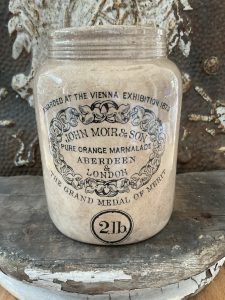 AWARDED AT THE VIENNA EXHIBITION 1873
JOHN MOIR & SON
PURE ORANGE MARMALADE
ABERDEEN
&
LONDON
THE GRAND MEDAL OF MERIT
2lb